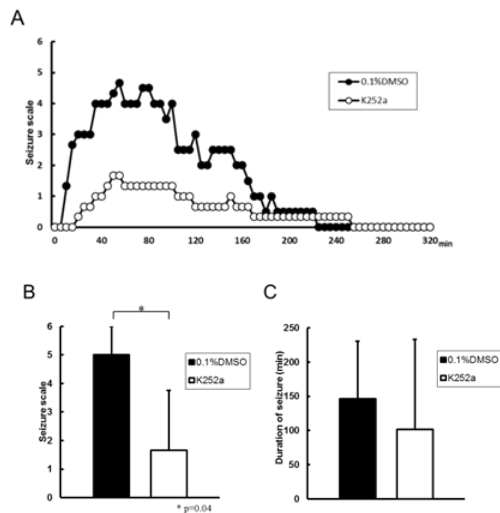 A
6
5
4
3
2
1
0
Seizure scale
0.1%DMSO
K252a
0 40 80 120 160 200 240 280 320 min
B
*
6
5
4
3
2
1
0
Seizure scale
0.1%DMSO
K252a
* p=0.04
C
250
200
150
100
50
0
Duration of seizure (min)
0.1%DMSO
K252a